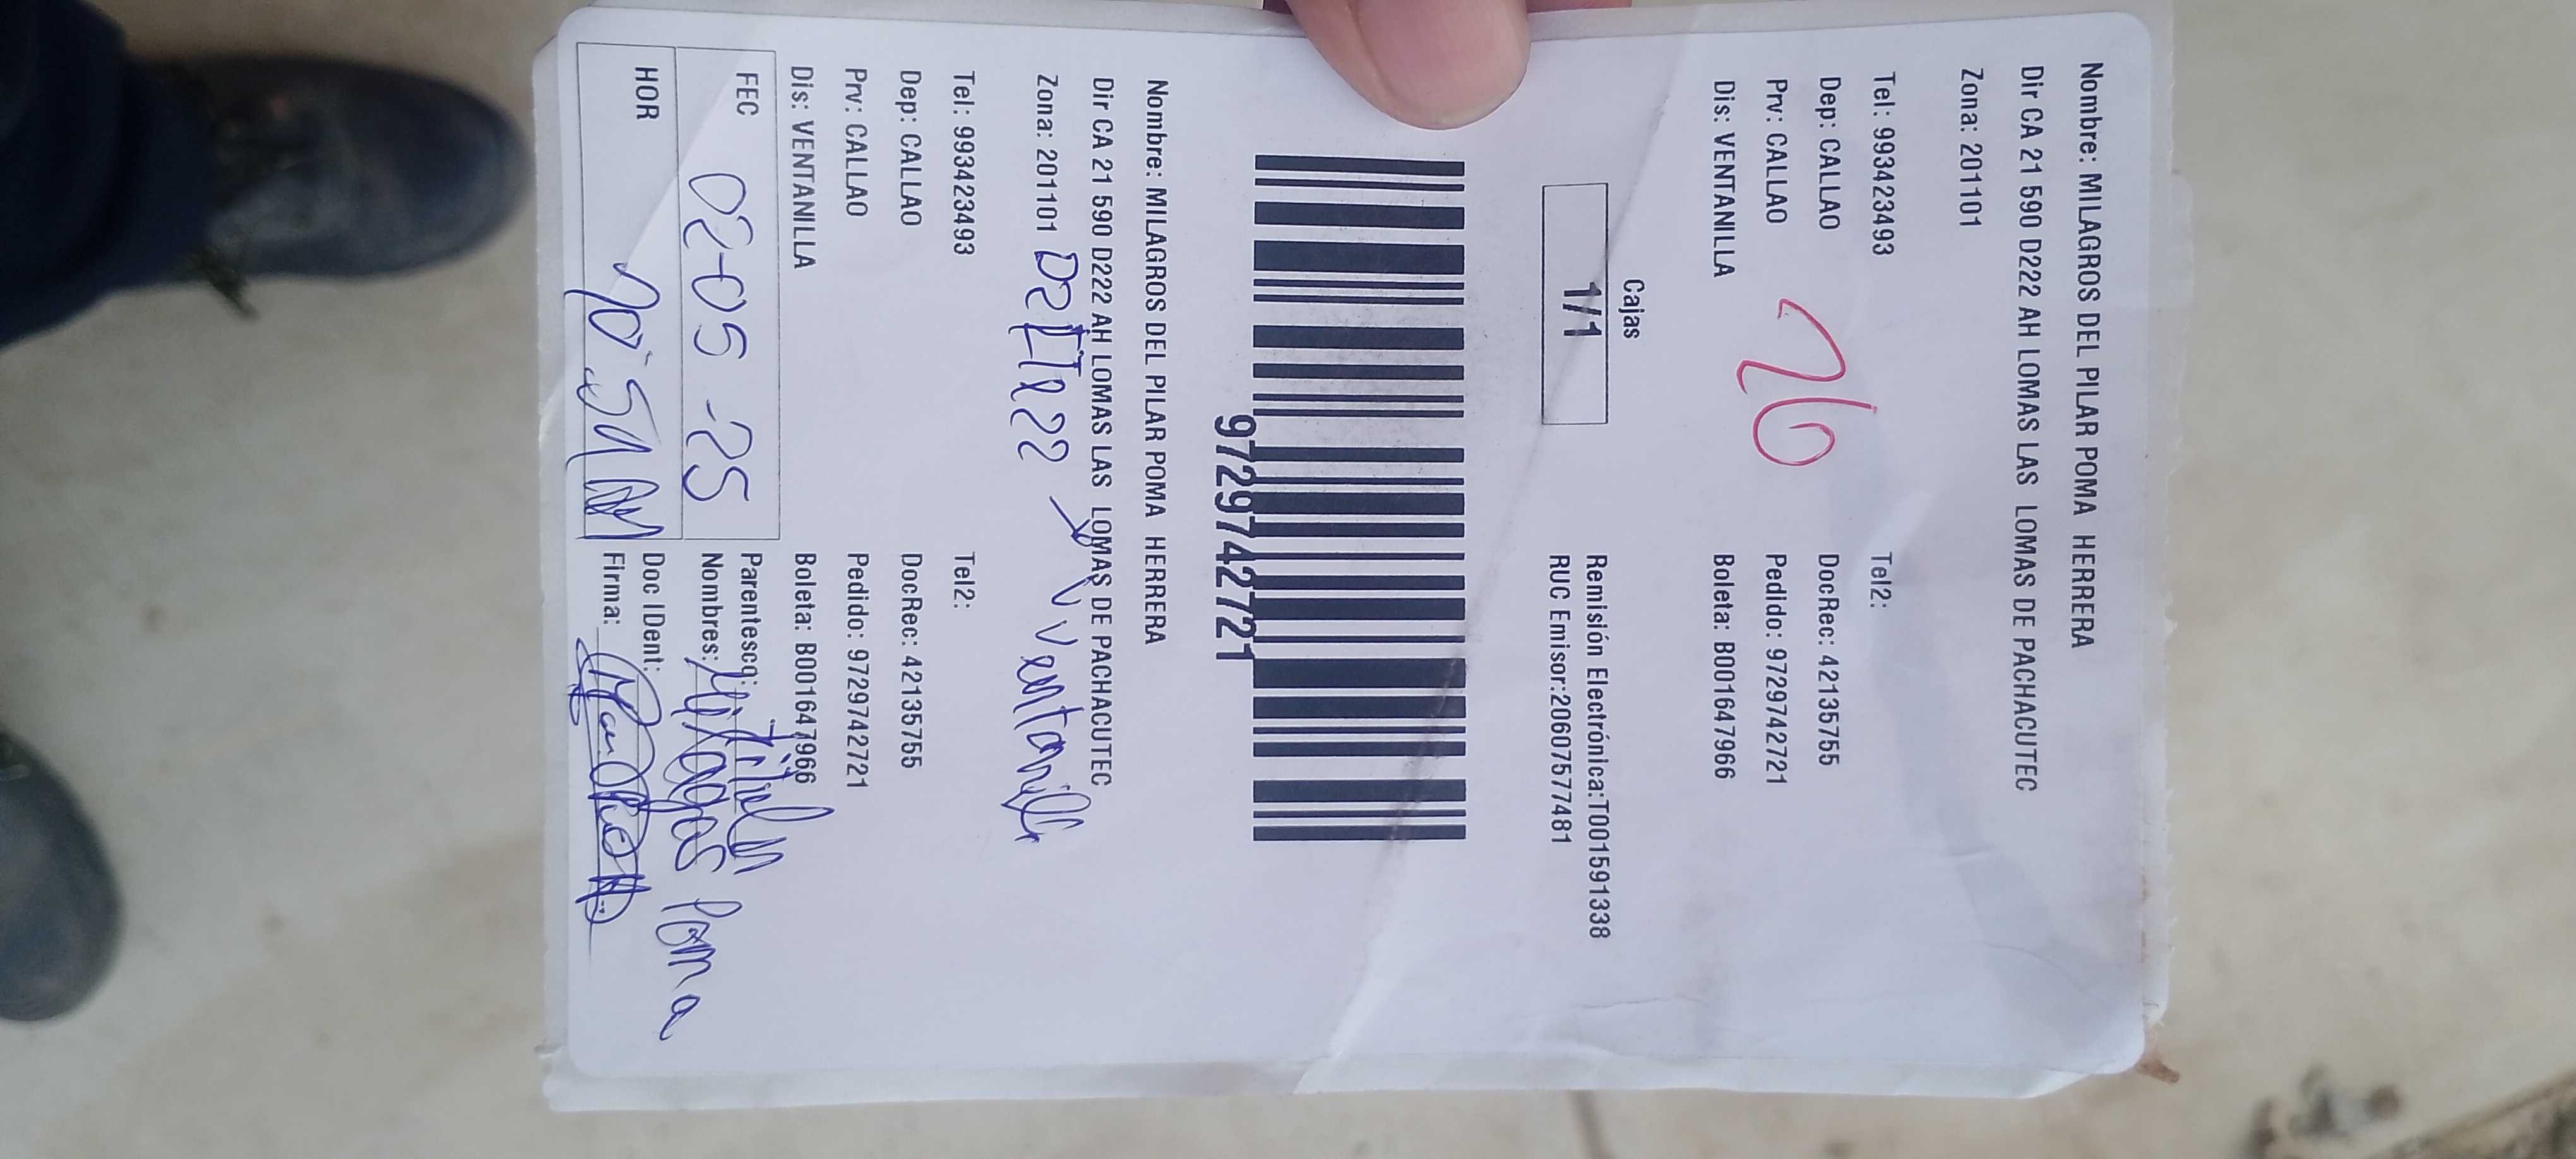 Nombre: MILAGROS DEL PILAR POMA HERRERA
Dir CA 21 590 D222 AH LOMAS LAS LOMAS DE PACHACUTEC
Zona: 201101
Tel: 993423493 Tel2:
Dep: CALLAO DocRec: 42135755
Prv: CALLAO Pedido: 9729742721
Dis: VENTANILLA Boleta: B001647966
26
Cajas
1/1
Remisión Electrónica:T001591338
RUC Emisor:20607577481
9729742721
Nombre: MILAGROS DEL PILAR POMA HERRERA
Dir CA 21 590 D222 AH LOMAS LAS LOMAS DE PACHACUTEC
Zona: 201101
Tel: 993423493 Tel2:
Dep: CALLAO DocRec: 42135755
Prv: CALLAO Pedido: 9729742721
Dis: VENTANILLA Boleta: B001647966
FEC 02-05-25
HOR 10:51
Parentesco: Titular
Nombres: Milagros Poma
Doc IDent:
Firma: